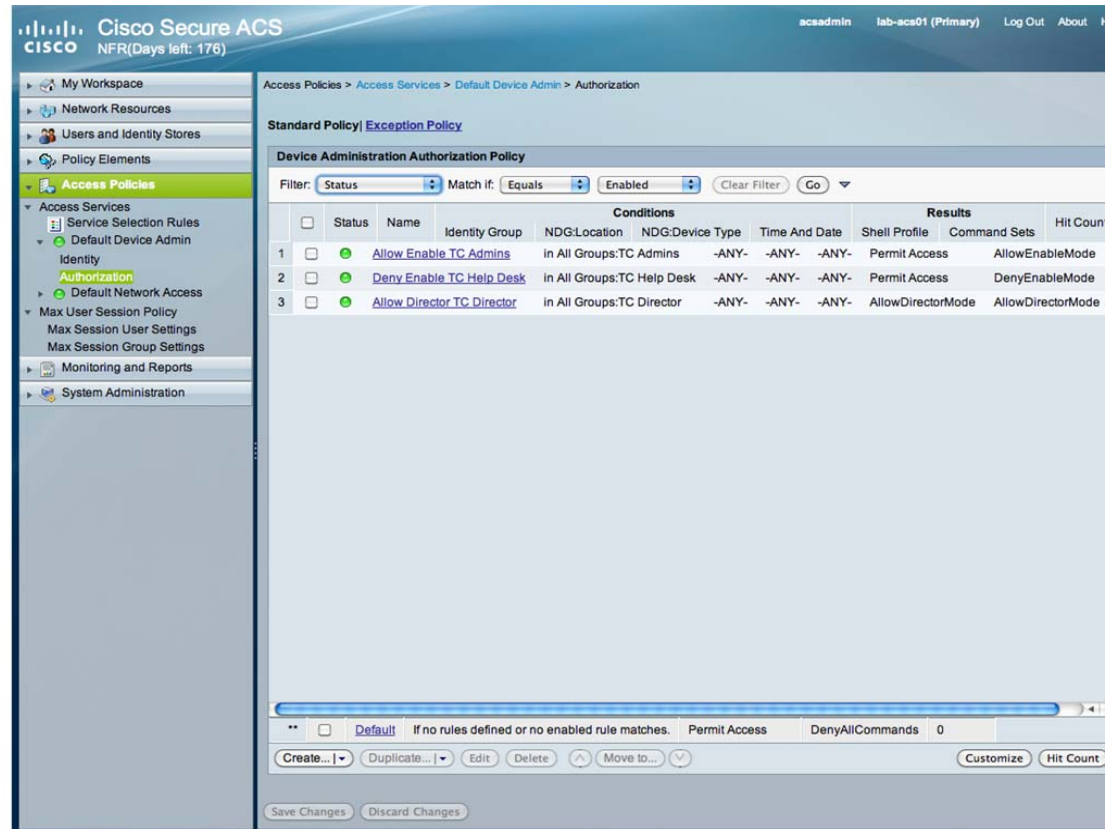 Cisco Secure ACS
CISCO NFR(Days left: 176)
acsadmin lab-acs01 (Primary) Log Out About
My Workspace
Network Resources
Users and Identity Stores
Policy Elements
Access Policies
Access Services
Service Selection Rules
Default Device Admin
Identity
Authorization
Default Network Access
Max User Session Policy
Max Session User Settings
Max Session Group Settings
Monitoring and Reports
System Administration
Access Policies > Access Services > Default Device Admin > Authorization
Standard Policy| Exception Policy
Device Administration Authorization Policy
Filter: Status Match if: Equals Enabled Clear Filter Go
Conditions Results
Status Name Identity Group NDG:Location NDG:Device Type Time And Date Shell Profile Command Sets Hit Coun
1 Allow Enable TC Admins in All Groups:TC Admins -ANY- -ANY- -ANY- Permit Access AllowEnableMode
2 Deny Enable TC Help Desk in All Groups:TC Help Desk -ANY- -ANY- -ANY- Permit Access DenyEnableMode
3 Allow Director TC Director in All Groups:TC Director -ANY- -ANY- -ANY- AllowDirectorMode AllowDirectorMode
** Default If no rules defined or no enabled rule matches. Permit Access DenyAllCommands 0
Create... | Duplicate... | Edit Delete Move to... Customize Hit Count
Save Changes Discard Changes